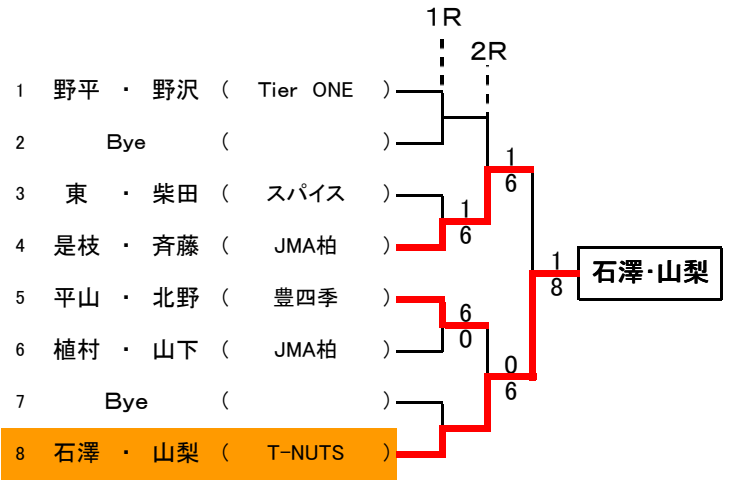 1R
2R
1 野平 ・ 野沢 ( Tier ONE )
2 Bye ( )
1
6
3 東 ・ 柴田 ( スパイス )
1
6
4 是枝 ・ 斉藤 ( JMA柏 )
1
8
石澤・山梨
5 平山 ・ 北野 ( 豊四季 )
6
0
6 植村 ・ 山下 ( JMA柏 )
0
6
7 Bye ( )
8 石澤 ・ 山梨 ( T-NUTS )